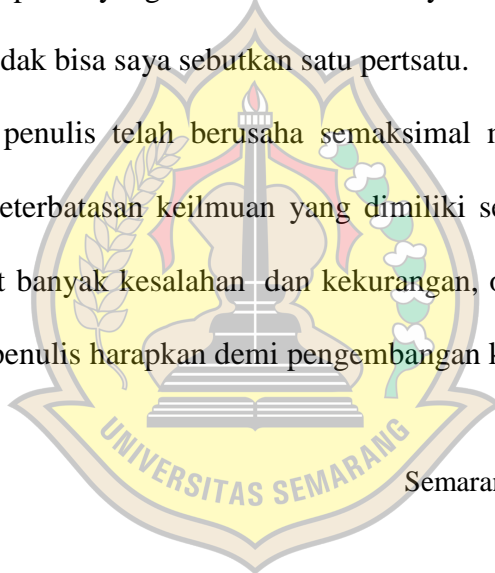 dak bisa saya sebutkan satu pertsatu.
penulis telah berusaha semaksimal
eterbatasan keilmuan yang dimiliki
banyak kesalahan dan kekurangan,
penulis harapkan demi pengembangan
UNIVERSITAS SEMARANG
Semaran